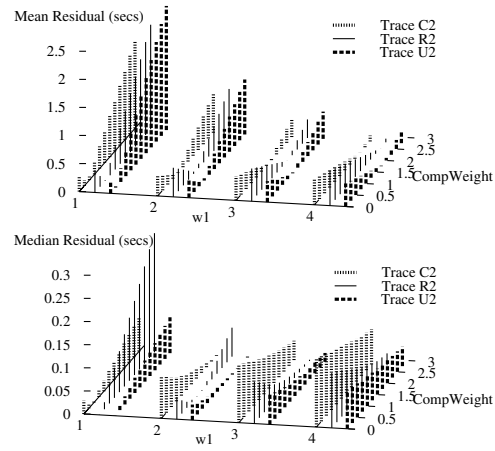 Mean Residual (secs)
Trace C2
Trace R2
Trace U2
2.5
2
1.5
1
0.5
0
1
2
3
4
w1
0
0.5
1
1.5
2
2.5
3
CompWeight
Median Residual (secs)
Trace C2
Trace R2
Trace U2
0.3
0.25
0.2
0.15
0.1
0.05
0
1
2
3
4
w1
0
0.5
1
1.5
2
2.5
3
CompWeight